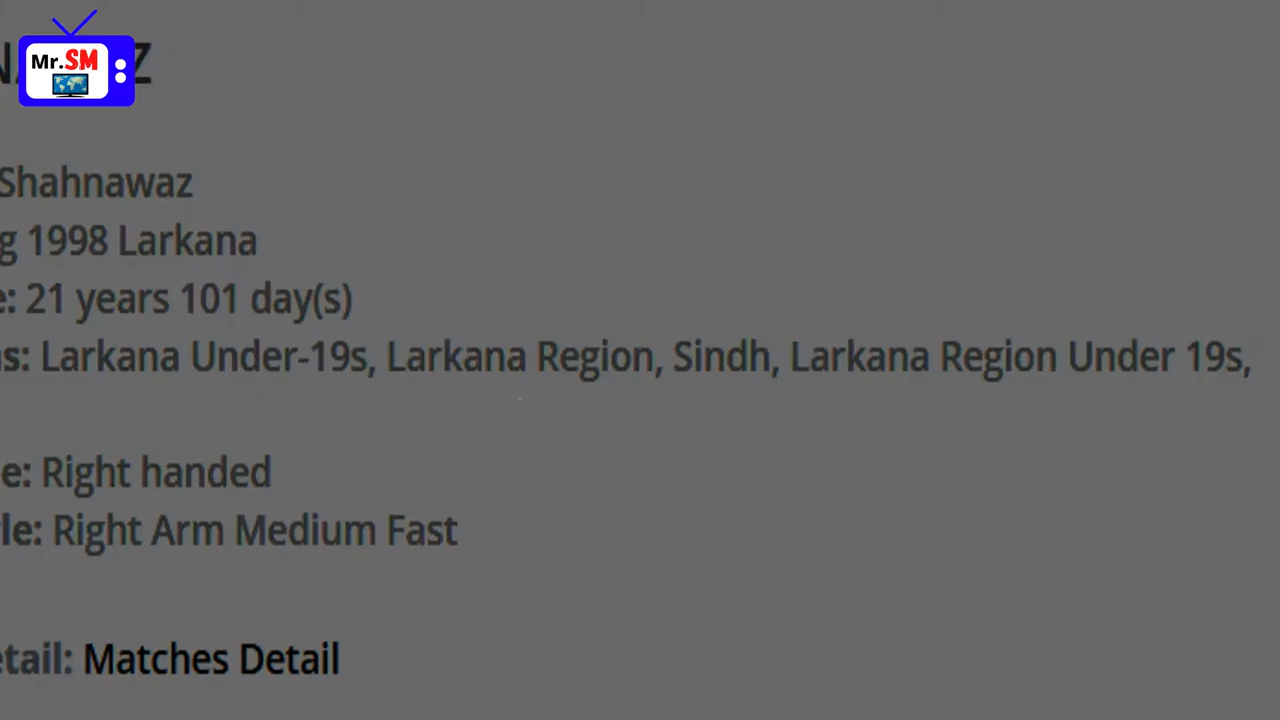 Mr.SM
Shahnawaz
g 1998 Larkana
e: 21 years 101 day(s)
s: Larkana Under-19s, Larkana Region, Sindh, Larkana Region Under 19s,
e: Right handed
le: Right Arm Medium Fast
etail: Matches Detail